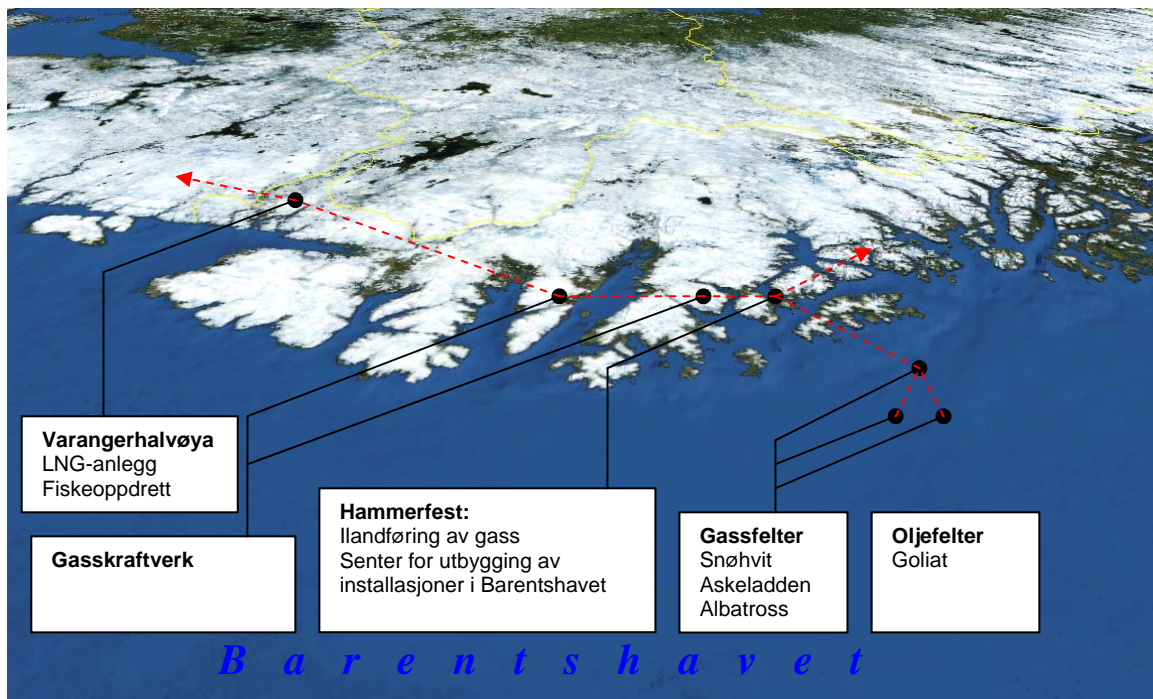 Varangerhalvøya
LNG-anlegg
Fiskeoppdrett
Gasskraftverk
Hammerfest:
Ilandføring av gass
Senter for utbygging av
installasjoner i Barentshavet
Gassfelter
Snøhvit
Askeladden
Albatross
Oljefelter
Goliat
Barentshavet